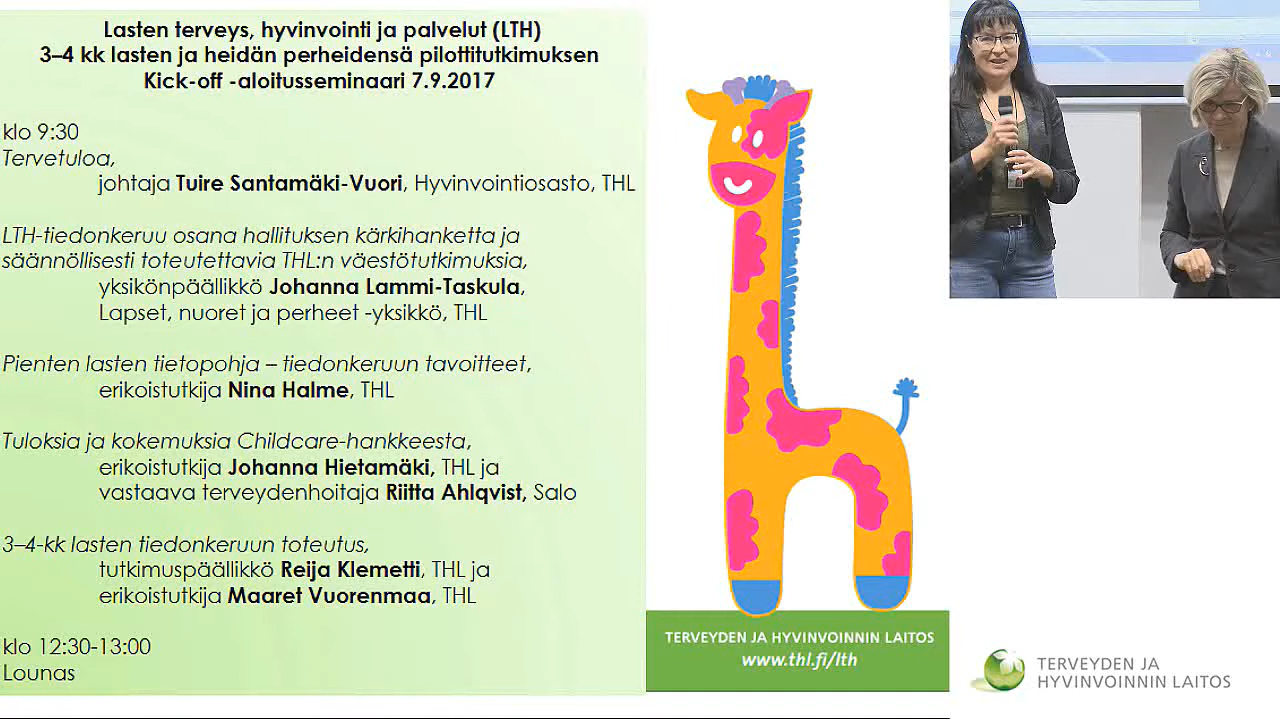 Lasten terveys, hyvinvointi ja palvelut (LTH)
3–4 kk lasten ja heidän perheidensä pilottitutkimuksen
Kick-off -aloitusseminaari 7.9.2017
klo 9:30
Tervetuloa,
johtaja Tuire Santamäki-Vuori, Hyvinvointiosasto, THL
LTH-tiedonkeruu osana hallituksen kärkihanketta ja
säännöllisesti toteutettavia THL:n väestötutkimuksia,
yksikönpäällikkö Johanna Lammi-Taskula,
Lapset, nuoret ja perheet -yksikkö, THL
Pienten lasten tietopohja – tiedonkeruun tavoitteet,
erikoistutkija Nina Halme, THL
Tuloksia ja kokemuksia Childcare-hankkeesta,
erikoistutkija Johanna Hietamäki, THL ja
vastaava terveydenhoitaja Riitta Ahlqvist, Salo
3–4-kk lasten tiedonkeruun toteutus,
tutkimuspäällikkö Reija Klemetti, THL ja
erikoistutkija Maaret Vuorenmaa, THL
klo 12:30-13:00
Lounas
TERVEYDEN JA HYVINVOINNIN LAITOS
www.thl.fi/lth
TERVEYDEN JA
HYVINVOINNIN LAITOS